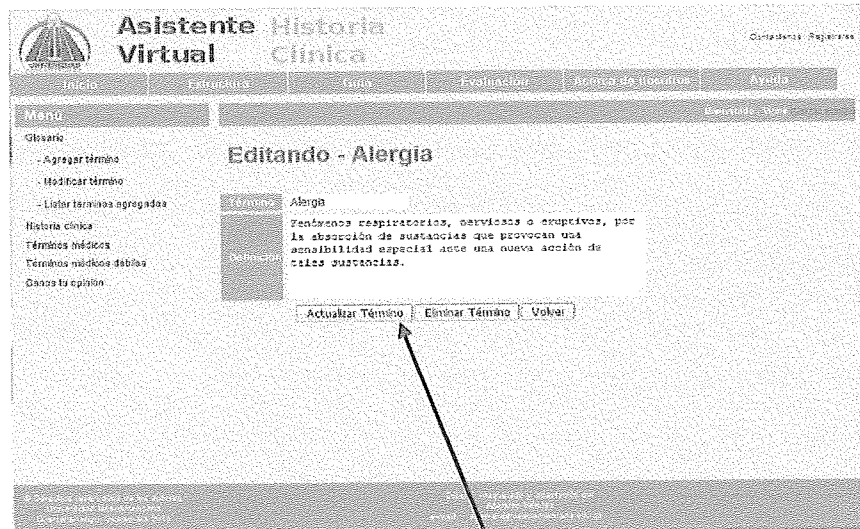 Asistente Historia
Virtual Clínica
Contáctenos Registrarse
Inicio Estructura Guía Evaluación Acerca de Nosotros Ayuda
Menú
Glosario
- Agregar término
- Modificar término
- Listar términos agregados
Historia clínica
Términos médicos
Términos médicos debiles
Danos tu opinión
Editando - Alergia
Término Alergia
Definición
Fenómenos respiratorios, nerviosos o eruptivos, por
la absorción de sustancias que provocan una
sensibilidad especial ante una nueva acción de
tales sustancias.
Actualizar Término Eliminar Término Volver